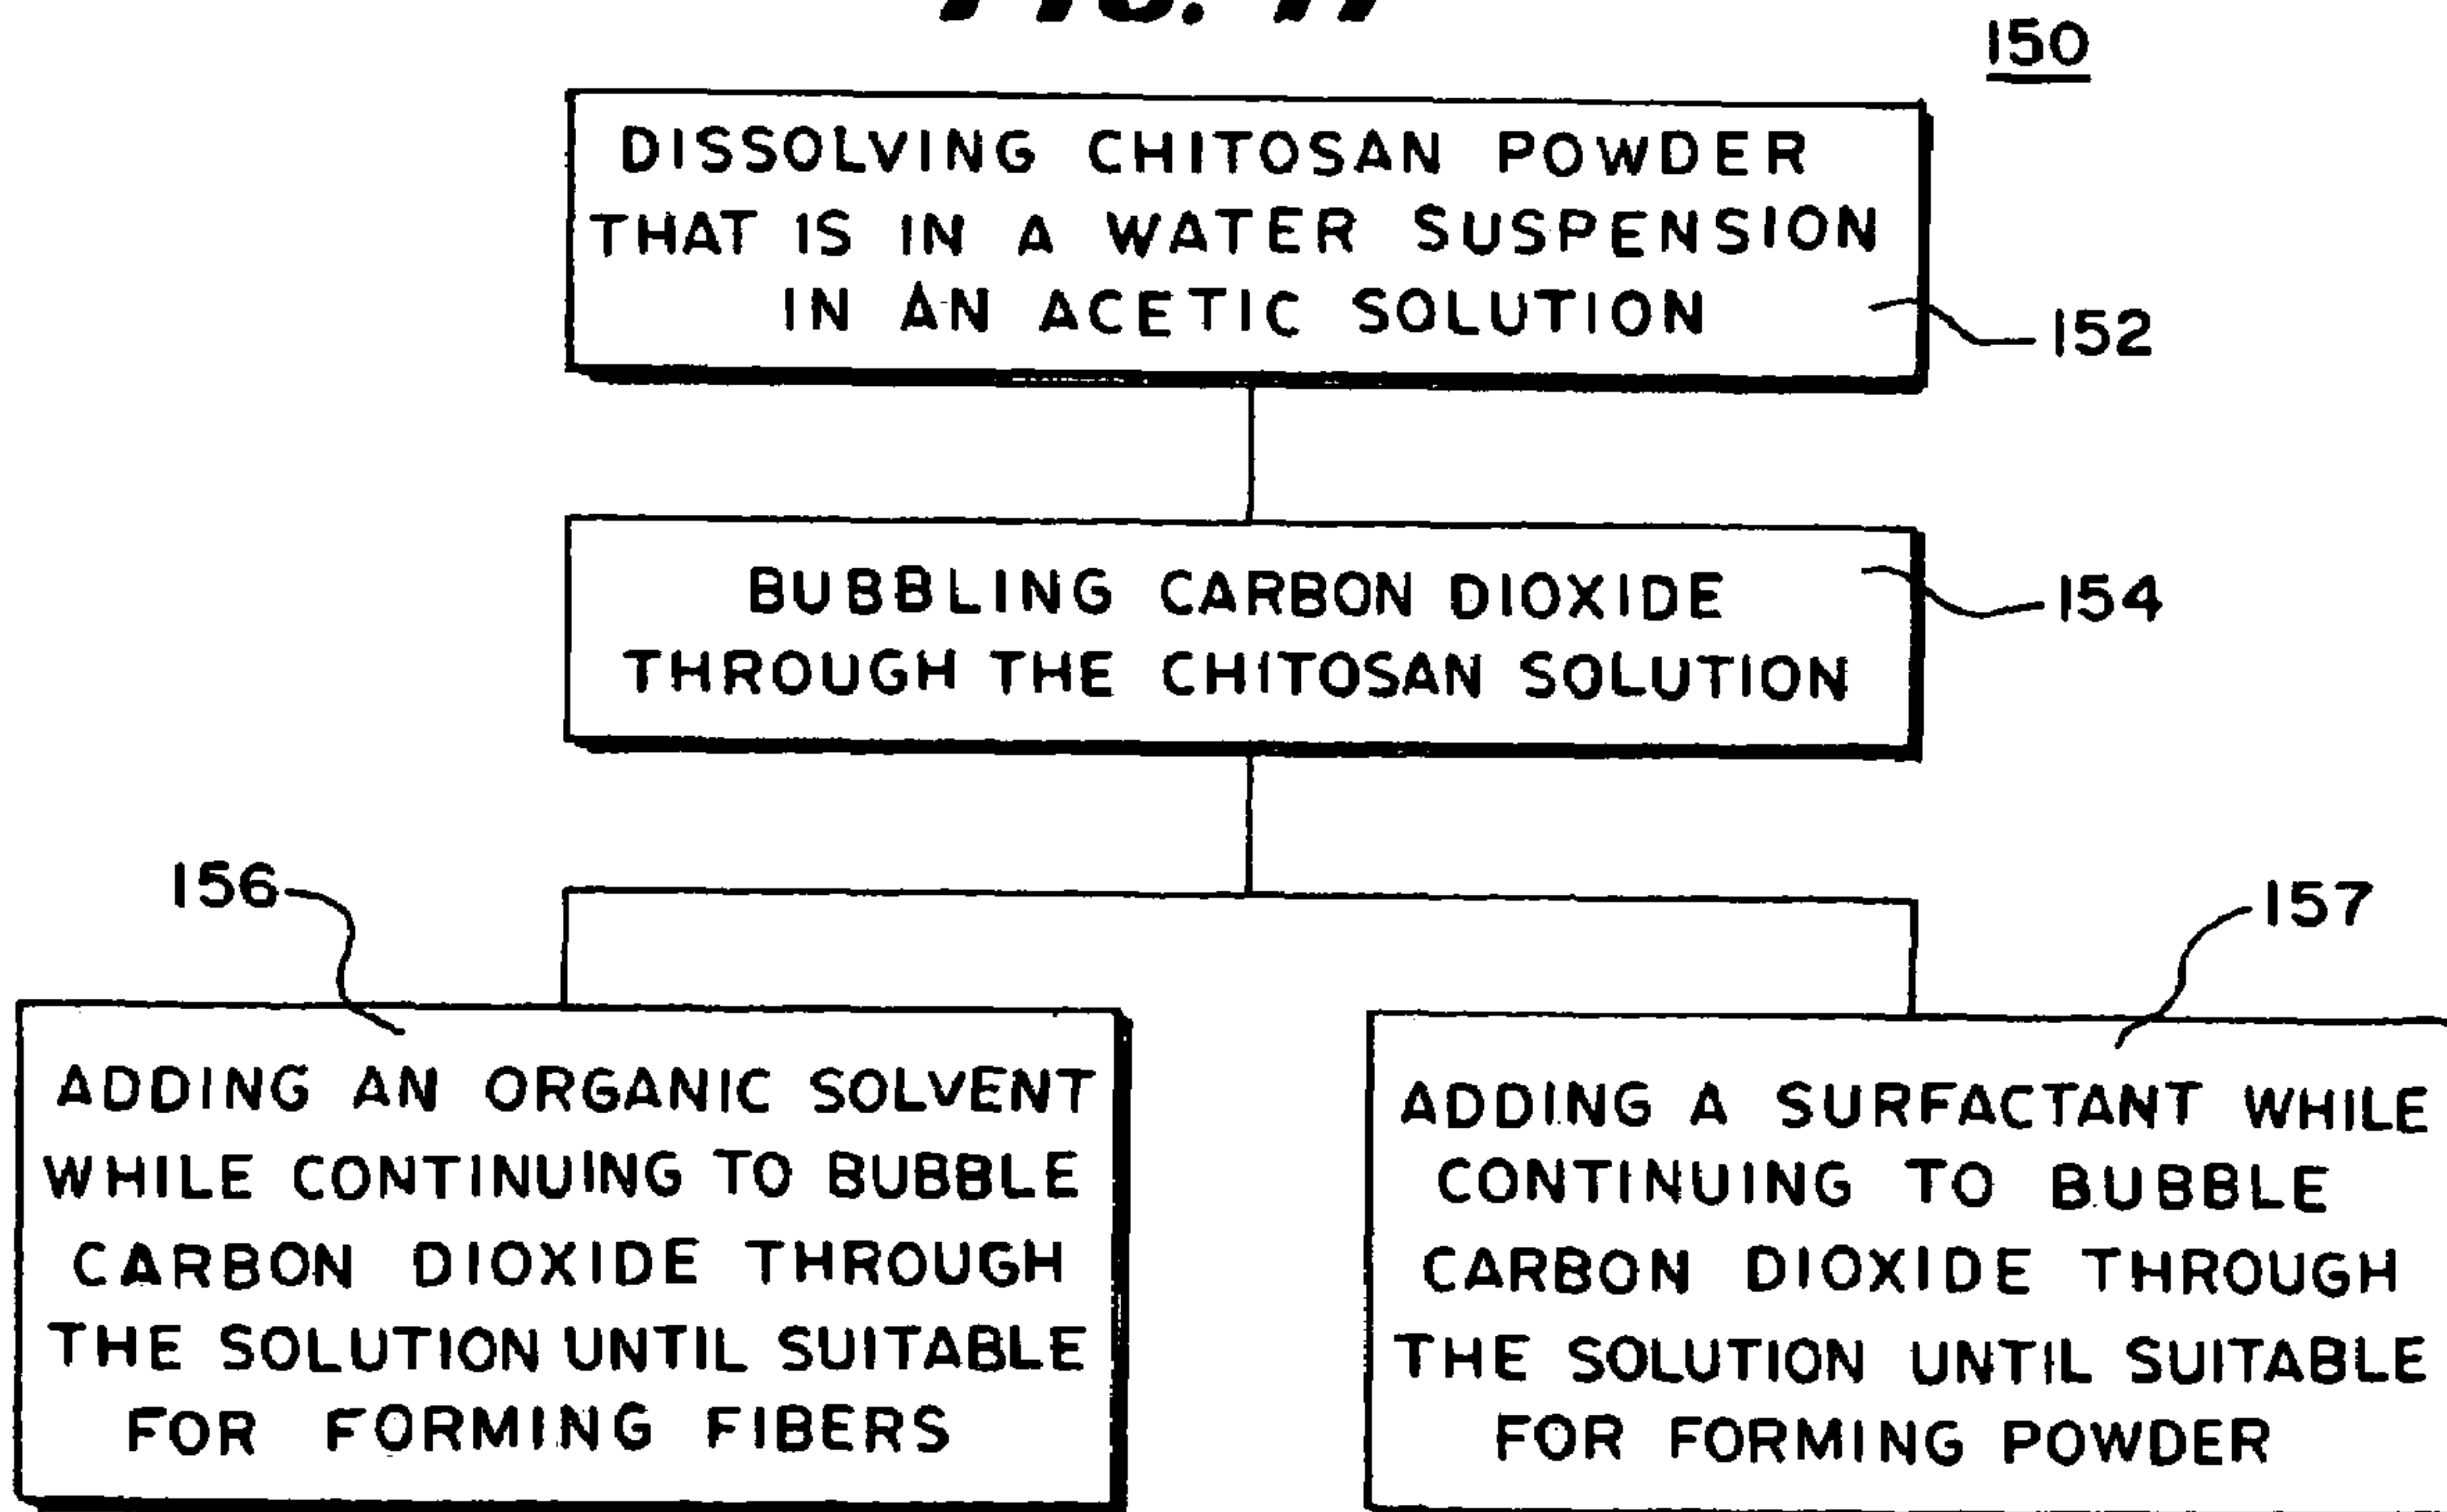 150
DISSOLVING CHITOSAN POWDER
THAT IS IN A WATER SUSPENSION
IN AN ACETIC SOLUTION
152
BUBBLING CARBON DIOXIDE
THROUGH THE CHITOSAN SOLUTION
154
156
ADDING AN ORGANIC SOLVENT
WHILE CONTINUING TO BUBBLE
CARBON DIOXIDE THROUGH
THE SOLUTION UNTIL SUITABLE
FOR FORMING FIBERS
157
ADDING A SURFACTANT WHILE
CONTINUING TO BUBBLE
CARBON DIOXIDE THROUGH
THE SOLUTION UNTIL SUITABLE
FOR FORMING POWDER